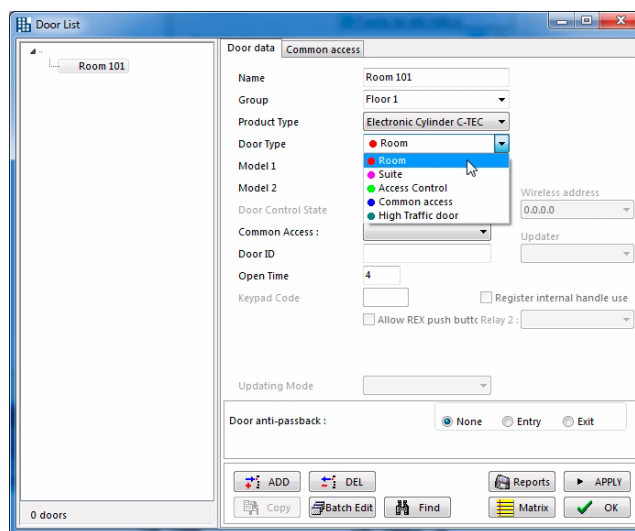 Door List
Room 101
Door data
Common access
Name
Room 101
Group
Floor 1
Product Type
Electronic Cylinder C-TEC
Door Type
Room
Room
Suite
Access Control
Common access
High Traffic door
Model 1
Model 2
Wireless address
Door Control State
0.0.0.0
Common Access :
Updater
Door ID
Open Time
4
Keypad Code
Register internal handle use
Allow REX push buttc
Relay 2 :
Updating Mode
Door anti-passback :
None
Entry
Exit
ADD
DEL
Reports
APPLY
Copy
Batch Edit
Find
Matrix
OK
0 doors